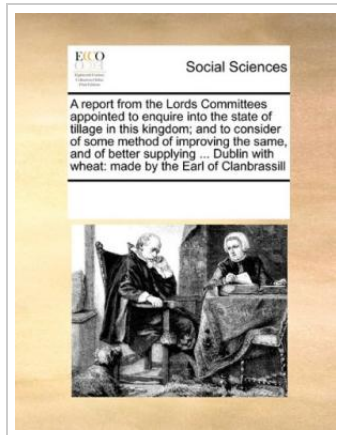 ECCO
Social Sciences
A report from the Lords Committees
appointed to enquire into the state of
tillage in this kingdom; and to consider
of some method of improving the same,
and of better supplying ... Dublin with
wheat: made by the Earl of Clanbrassill